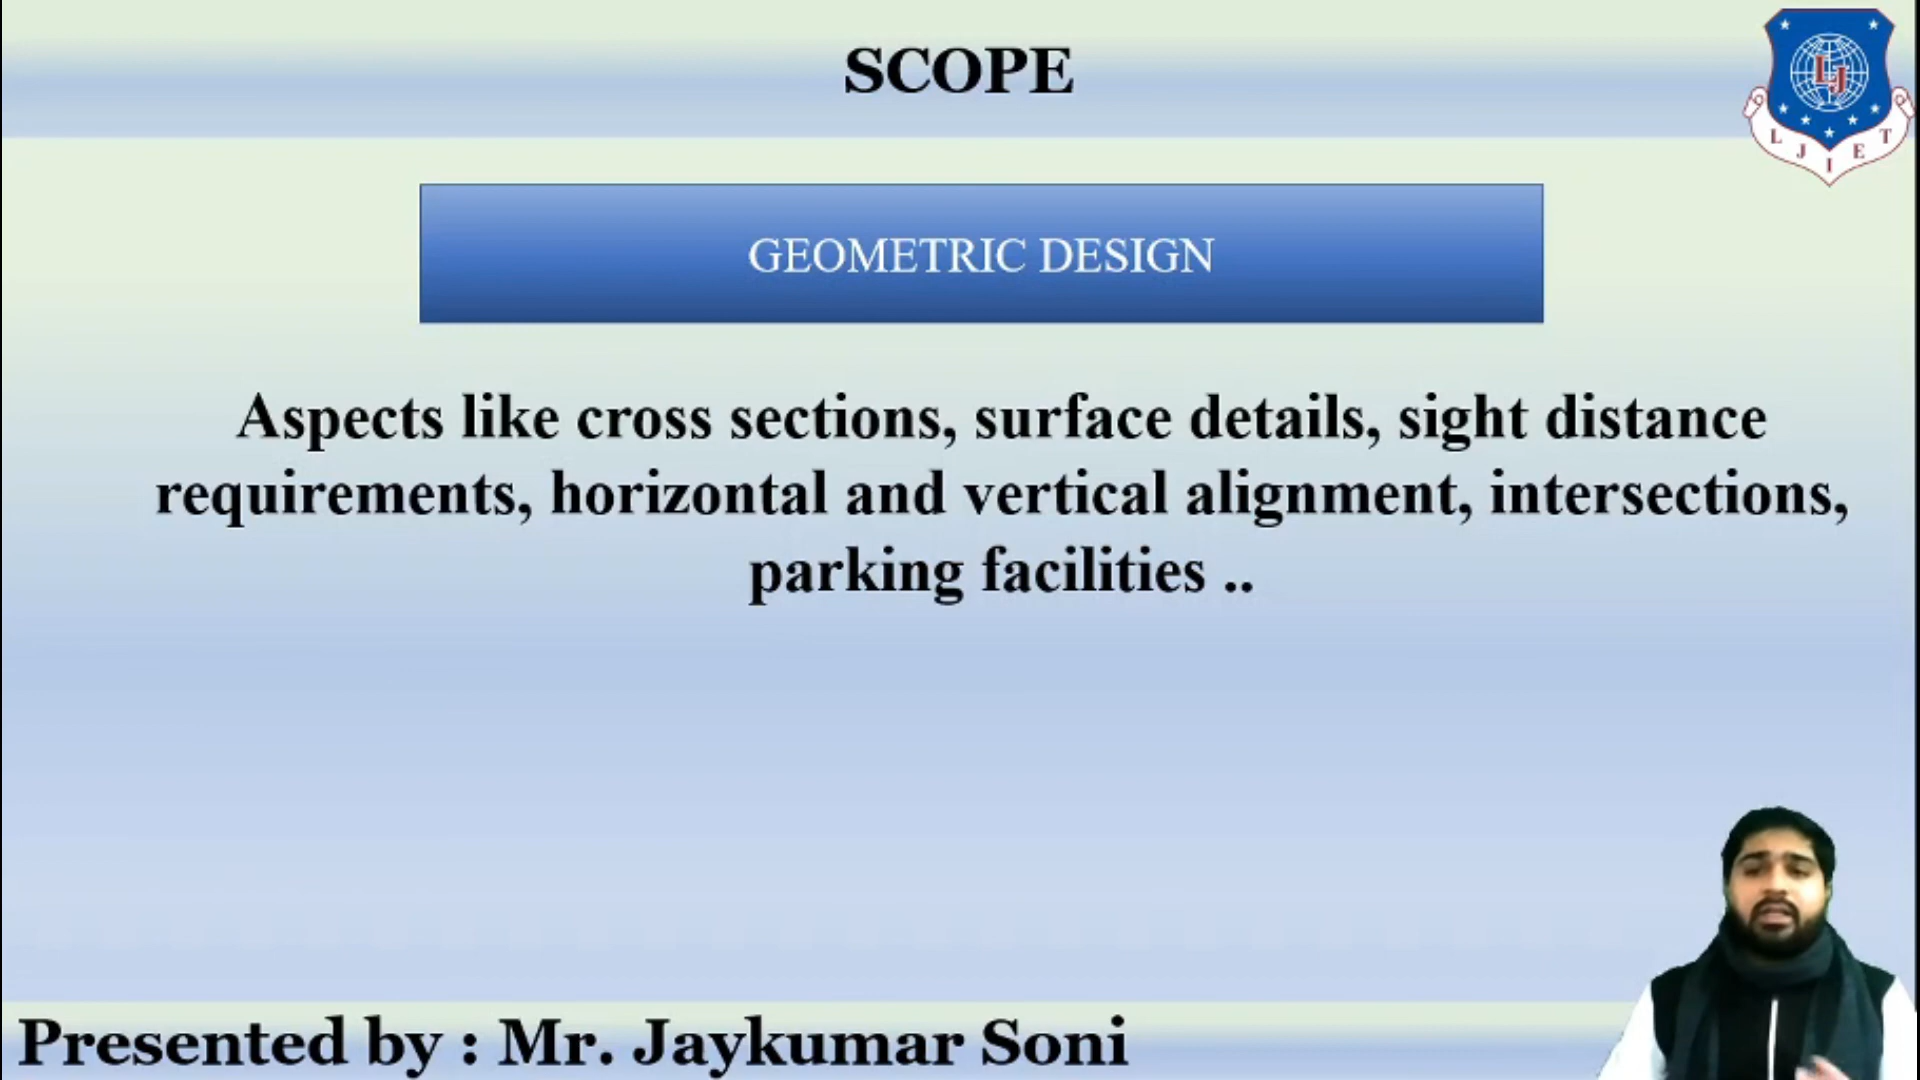 SCOPE
LJ
L J I E T
GEOMETRIC DESIGN
Aspects like cross sections, surface details, sight distance
requirements, horizontal and vertical alignment, intersections,
parking facilities ..
Presented by : Mr. Jaykumar Soni